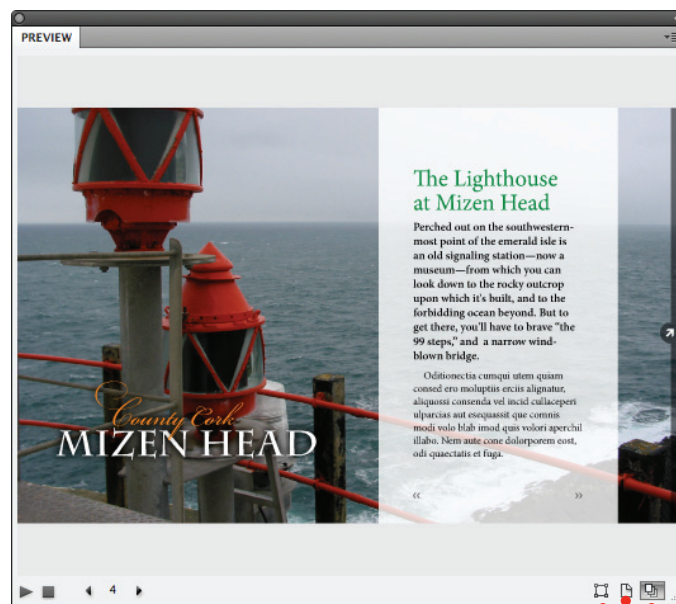 PREVIEW
The Lighthouse
at Mizen Head
Perched out on the southwestern-
most point of the emerald isle is
an old signaling station—now a
museum—from which you can
look down to the rocky outcrop
upon which it's built, and to the
forbidding ocean beyond. But to
get there, you'll have to brave "the
99 steps," and a narrow wind-
blown bridge.
Oditionectia cumqui utem quiam
consed ero moluptiis erciis alignatur,
aliquossi consenda vel incid cullaceperi
ulparcias aut esequassit que comnis
modi volo blab imod quis volori aperchil
illabo. Nem aute cone dolorporem eost,
odi quaectatis et fuga.
« »
County Cork
MIZEN HEAD
4